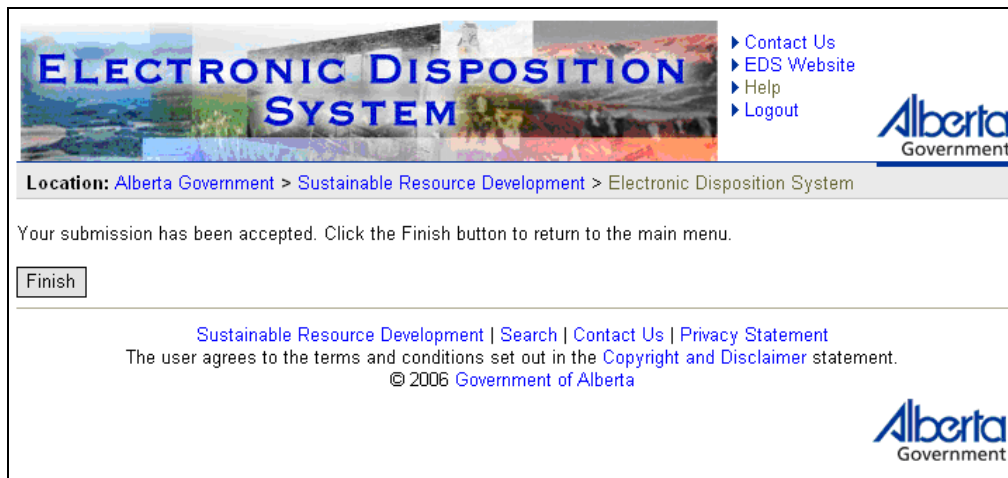 ELECTRONIC DISPOSITION
SYSTEM
Contact Us
EDS Website
Help
Logout
Alberta
Government
Location: Alberta Government > Sustainable Resource Development > Electronic Disposition System
Your submission has been accepted. Click the Finish button to return to the main menu.
Finish
Sustainable Resource Development | Search | Contact Us | Privacy Statement
The user agrees to the terms and conditions set out in the Copyright and Disclaimer statement.
© 2006 Government of Alberta
Alberta
Government